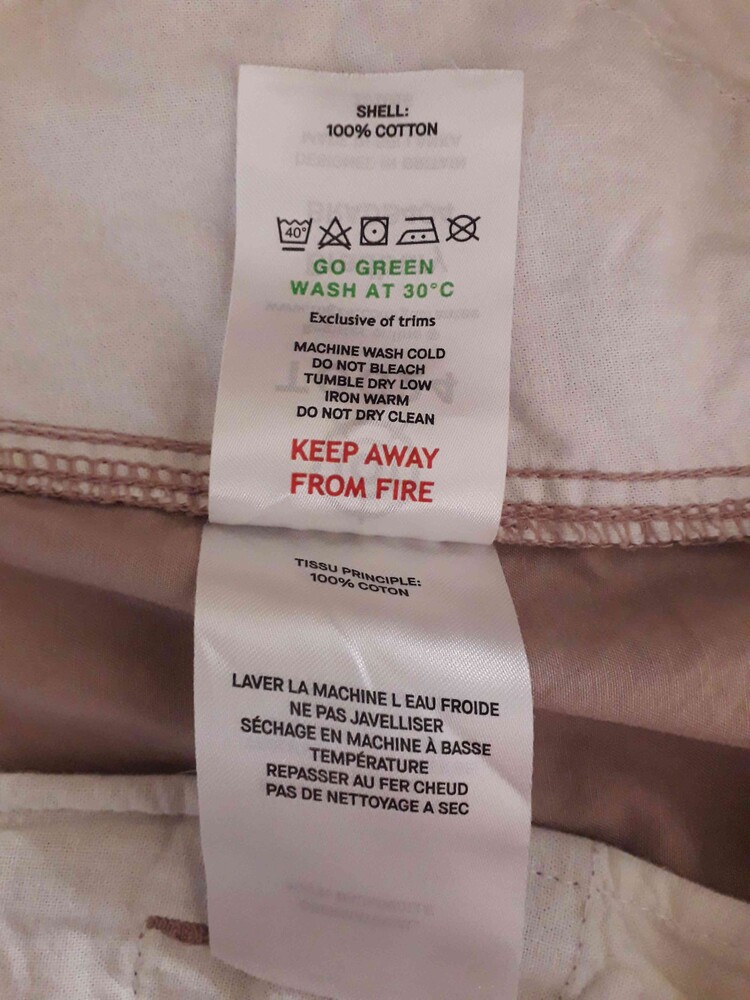 SHELL:
100% COTTON
40°
GO GREEN
WASH AT 30°C
Exclusive of trims
MACHINE WASH COLD
DO NOT BLEACH
TUMBLE DRY LOW
IRON WARM
DO NOT DRY CLEAN
KEEP AWAY
FROM FIRE
TISSU PRINCIPLE:
100% COTON
LAVER LA MACHINE L EAU FROIDE
NE PAS JAVELLISER
SÉCHAGE EN MACHINE À BASSE
TEMPÉRATURE
REPASSER AU FER CHEUD
PAS DE NETTOYAGE A SEC